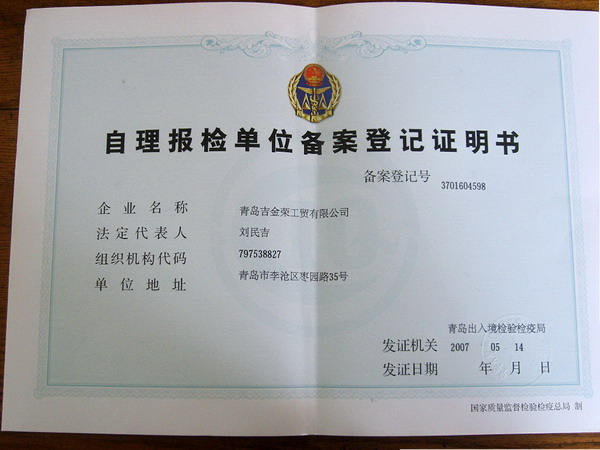 自理报检单位备案登记证明书
备案登记号 3701604598
企业名称 青岛吉金荣工贸有限公司
法定代表人 刘民吉
组织机构代码 797538827
单位地址 青岛市李沧区枣园路35号
青岛出入境检验检疫局
发证机关 2007 05 14
发证日期 年 月 日
国家质量监督检验检疫总局 制